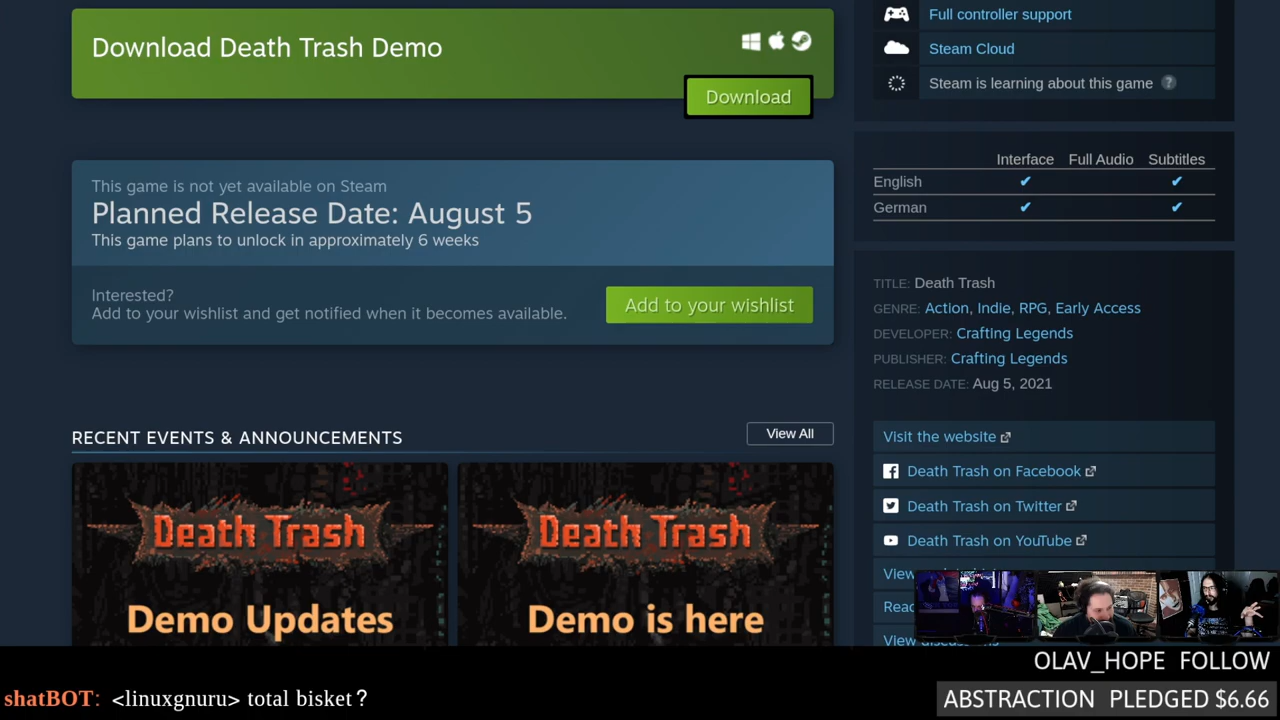 Download Death Trash Demo
Download
This game is not yet available on Steam
Planned Release Date: August 5
This game plans to unlock in approximately 6 weeks
Interested?
Add to your wishlist and get notified when it becomes available.
Add to your wishlist
RECENT EVENTS & ANNOUNCEMENTS
View All
Death Trash
Demo Updates
Death Trash
Demo is here
Full controller support
Steam Cloud
Steam is learning about this game ?
Interface Full Audio Subtitles
English ✔ ✔
German ✔ ✔
TITLE: Death Trash
GENRE: Action, Indie, RPG, Early Access
DEVELOPER: Crafting Legends
PUBLISHER: Crafting Legends
RELEASE DATE: Aug 5, 2021
Visit the website
Death Trash on Facebook
Death Trash on Twitter
Death Trash on YouTube
View
OLAV_HOPE FOLLOW
shatBOT: <linuxgnuru> total bisket?
ABSTRACTION PLEDGED $6.66